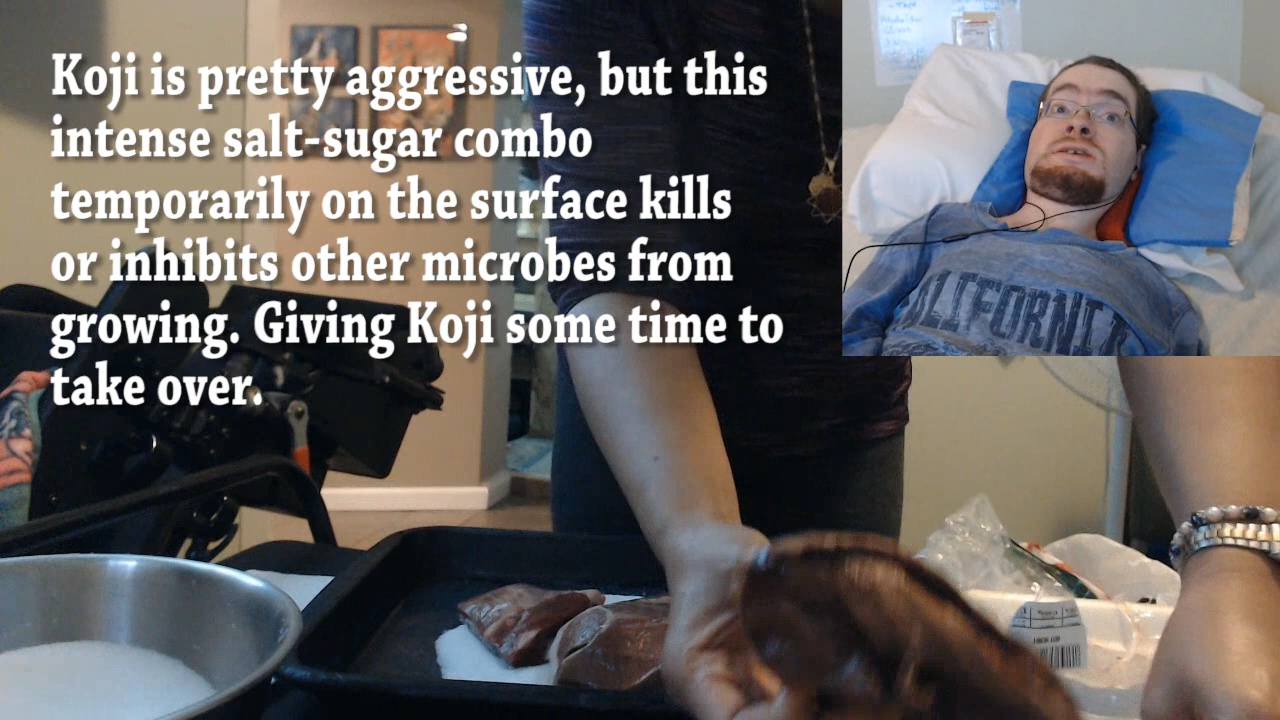 Koji is pretty aggressive, but this
intense salt-sugar combo
temporarily on the surface kills
or inhibits other microbes from
growing. Giving Koji some time to
take over.
CALIFORNIA